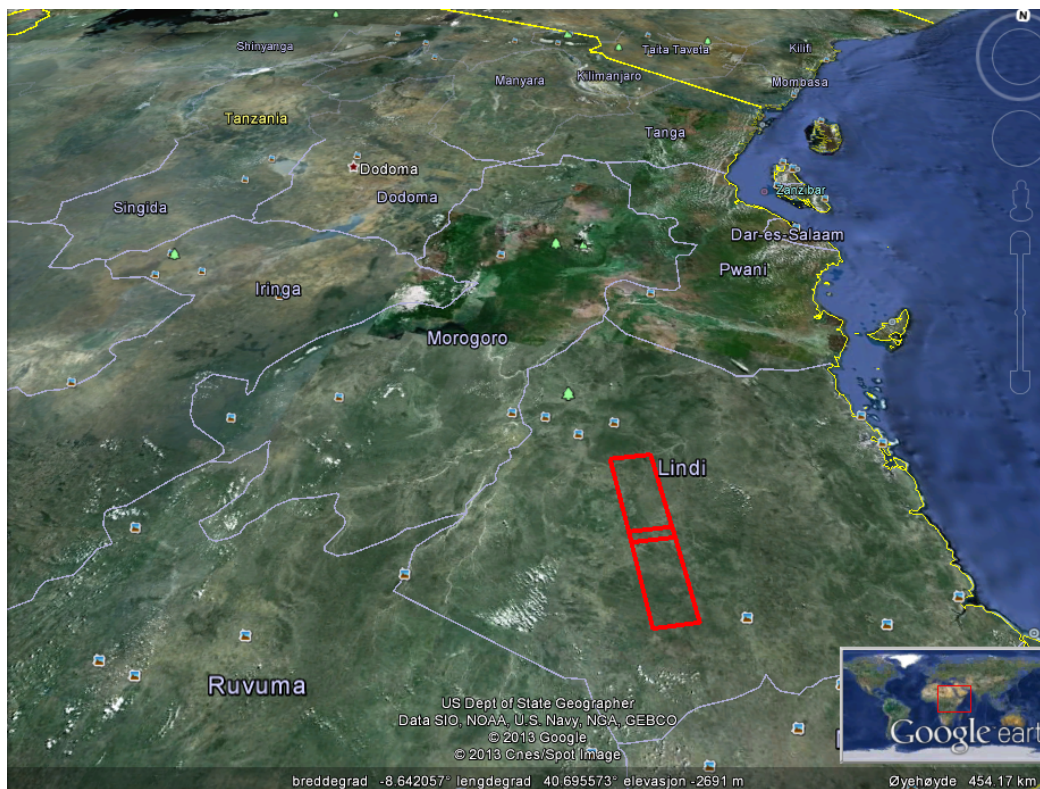 N
Shinyanga
Taita Taveta
Kilifi
Manyara
Kilimanjaro
Mombasa
Tanzania
Tanga
Dodoma
Dodoma
Zanzibar
Singida
Dar-es-Salaam
Pwani
Iringa
Morogoro
Lindi
Ruvuma
US Dept of State Geographer
Data SIO, NOAA, U.S. Navy, NGA, GEBCO
© 2013 Google
© 2013 Cnes/Spot Image
Google eart
breddegrad -8.642057° lengdegrad 40.695573° elevasjon -2691 m
Øyehøyde 454.17 km